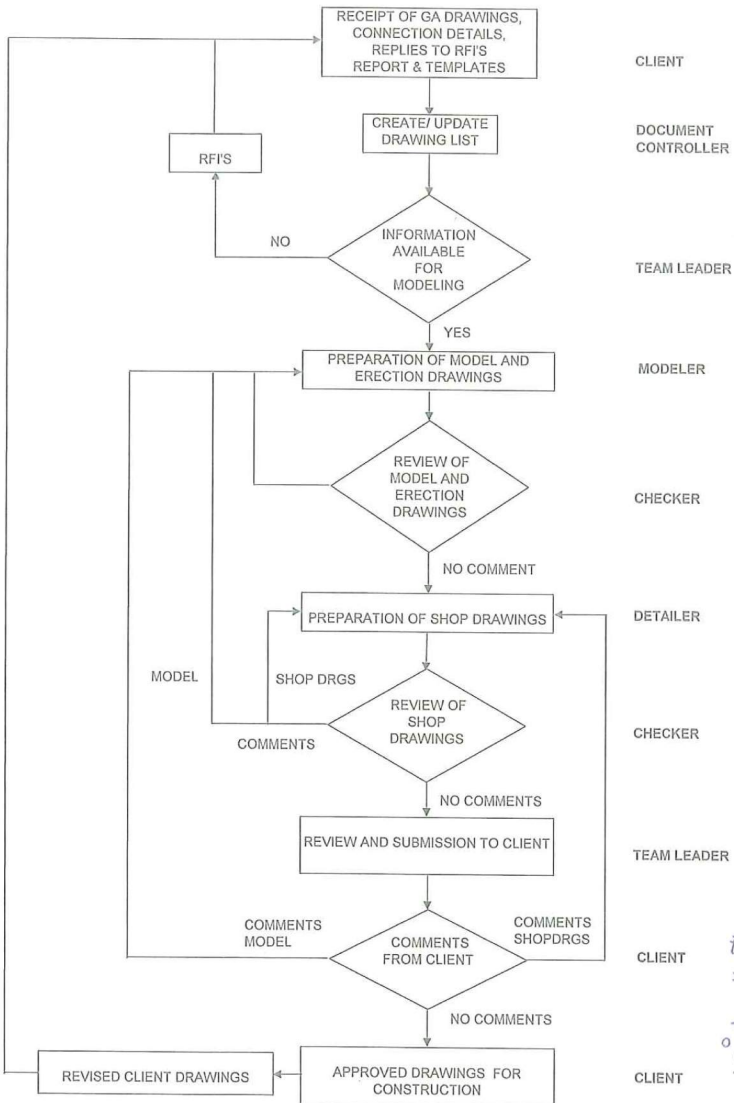 RECEIPT OF GA DRAWINGS,
CONNECTION DETAILS,
REPLIES TO RFI'S
REPORT & TEMPLATES
CLIENT
CREATE/ UPDATE
DRAWING LIST
DOCUMENT
CONTROLLER
RFI'S
NO
INFORMATION
AVAILABLE
FOR
MODELING
TEAM LEADER
YES
PREPARATION OF MODEL AND
ERECTION DRAWINGS
MODELER
REVIEW OF
MODEL AND
ERECTION
DRAWINGS
CHECKER
NO COMMENT
PREPARATION OF SHOP DRAWINGS
DETAILER
MODEL
SHOP DRGS
REVIEW OF
SHOP
DRAWINGS
COMMENTS
CHECKER
NO COMMENTS
REVIEW AND SUBMISSION TO CLIENT
TEAM LEADER
COMMENTS
MODEL
COMMENTS
FROM CLIENT
COMMENTS
SHOPDRGS
CLIENT
NO COMMENTS
REVISED CLIENT DRAWINGS
APPROVED DRAWINGS FOR
CONSTRUCTION
CLIENT